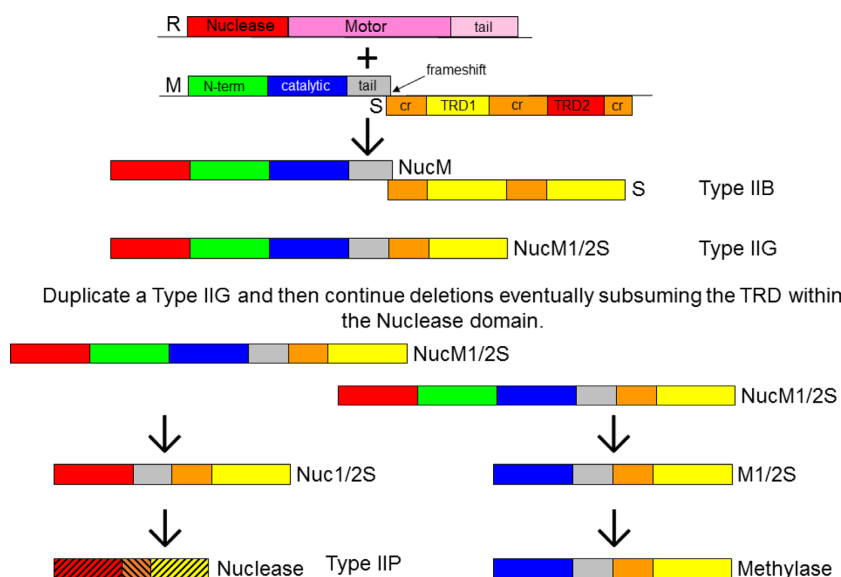 R Nuclease Motor tail
+
frameshift
M N-term catalytic tail
S cr TRD1 cr TRD2 cr
NucM
S Type IIB
NucM1/2S Type IIG
Duplicate a Type IIG and then continue deletions eventually subsuming the TRD within
the Nuclease domain.
NucM1/2S
NucM1/2S
Nuc1/2S M1/2S
Nuclease Type IIP Methylase